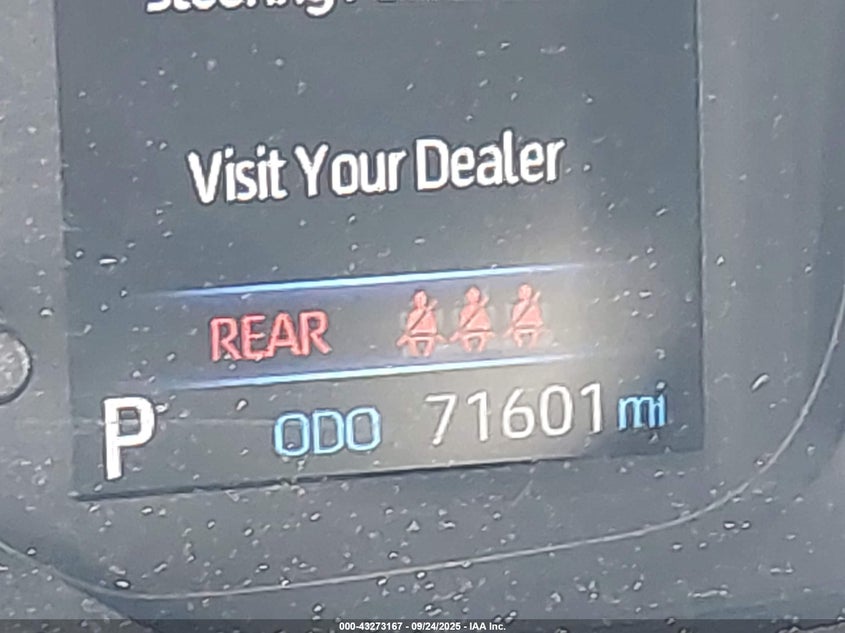 Visit Your Dealer
REAR
P ODO 71601 mi
000-43273167 - 09/24/2025 - IAA Inc.